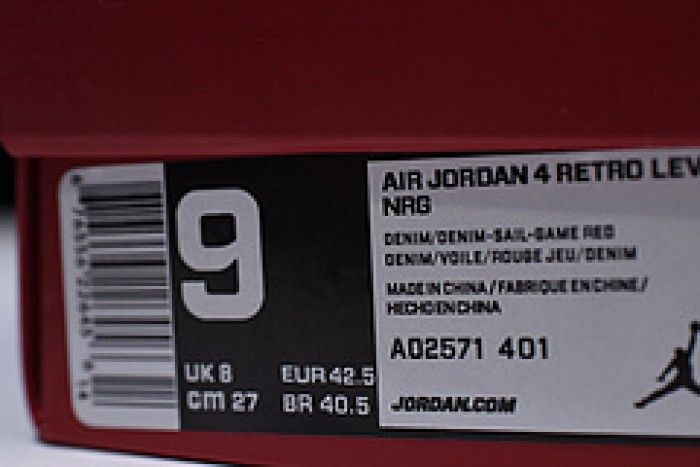 9
UK 8 EUR 42.5
CM 27 BR 40.5
AIR JORDAN 4 RETRO LEV
NRG
DENIM/DENIM-SAIL-GAME RED
DENIM/VOILE/ROUGE JEU/DENIM
MADE IN CHINA/FABRIQUE EN CHINE/
HECHO EN CHINA
AO2571 401
JORDAN.COM